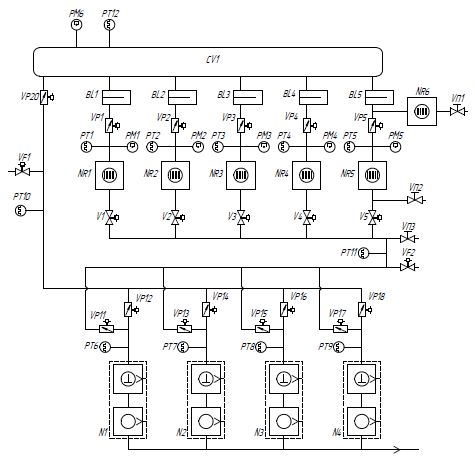 PM6 PT12
CV1
VP20 BL1 BL2 BL3 BL4 BL5 NR6 VП1
VP1 VP2 VP3 VP4 VP5
PT1 PM1 PT2 PM2 PT3 PM3 PT4 PM4 PT5 PM5
VF1
NR1 NR2 NR3 NR4 NR5
PT10 VП2
V1 V2 V3 V4 V5
VП3
PT11 VF2
VP12 VP14 VP16 VP18
VP11 VP13 VP15 VP17
PT6 PT7 PT8 PT9
N1 N2 N3 N4